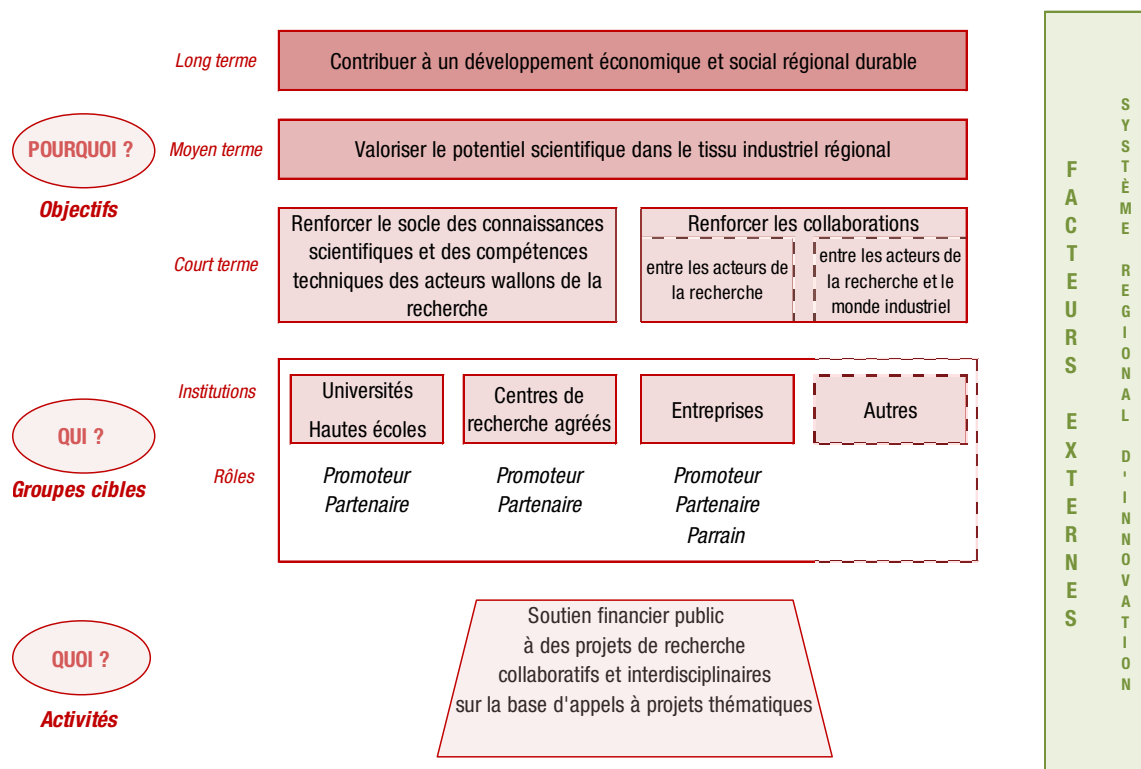 Long terme
Contribuer à un développement économique et social régional durable
POURQUOI ?
Moyen terme
Valoriser le potentiel scientifique dans le tissu industriel régional
Objectifs
Court terme
Renforcer le socle des connaissances
scientifiques et des compétences
techniques des acteurs wallons de la
recherche
Renforcer les collaborations
entre les acteurs de
la recherche
entre les acteurs de
la recherche et le
monde industriel
QUI ?
Groupes cibles
Institutions
Universités
Hautes écoles
Centres de
recherche agréés
Entreprises
Autres
Rôles
Promoteur
Partenaire
Promoteur
Partenaire
Promoteur
Partenaire
Parrain
QUOI ?
Activités
Soutien financier public
à des projets de recherche
collaboratifs et interdisciplinaires
sur la base d'appels à projets thématiques
FACTEURS EXTERNES
SYSTÈME REGIONAL D'INNOVATION